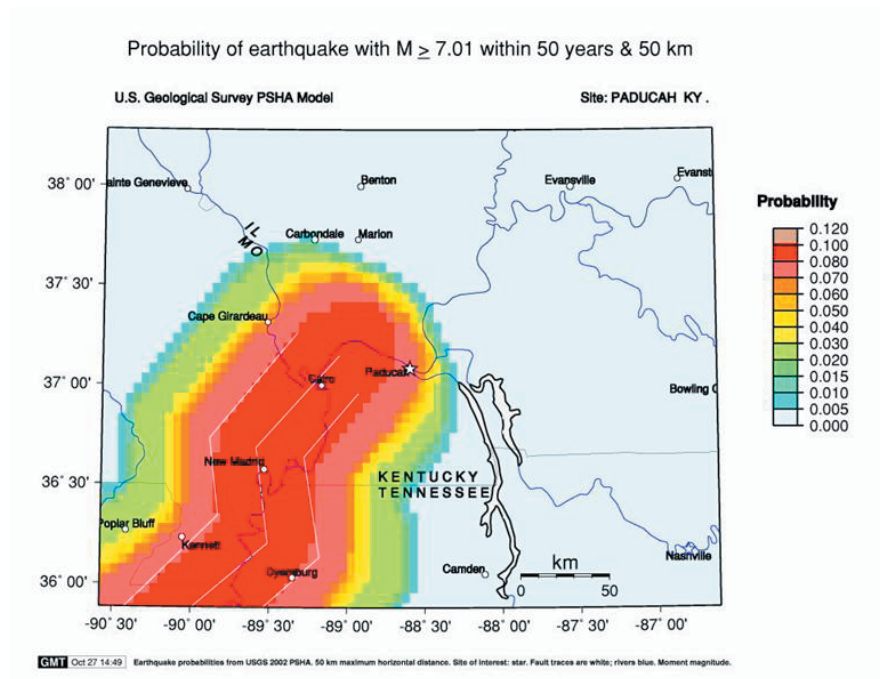 Probability of earthquake with M ≥ 7.01 within 50 years & 50 km
U.S. Geological Survey PSHA Model
Site: PADUCAH KY .
38° 00'
37° 30'
37° 00'
36° 30'
36° 00'
ainte Genevieve
Benton
Evansville
Evanst
IL
MO
Carbondale
Marion
Cape Girardeau
Cairo
Paducah
Bowling G
New Madrid
KENTUCKY
TENNESSEE
Poplar Bluff
Kennett
Dyersburg
Camden
Nashville
km
0
50
-90° 30'
-90° 00'
-89° 30'
-89° 00'
-88° 30'
-88° 00'
-87° 30'
-87° 00'
Probability
0.120
0.100
0.080
0.070
0.060
0.050
0.040
0.030
0.020
0.015
0.010
0.005
0.000
GMT Oct 27 14:49 Earthquake probabilities from USGS 2002 PSHA. 50 km maximum horizontal distance. Site of interest: star. Fault traces are white; rivers blue. Moment magnitude.